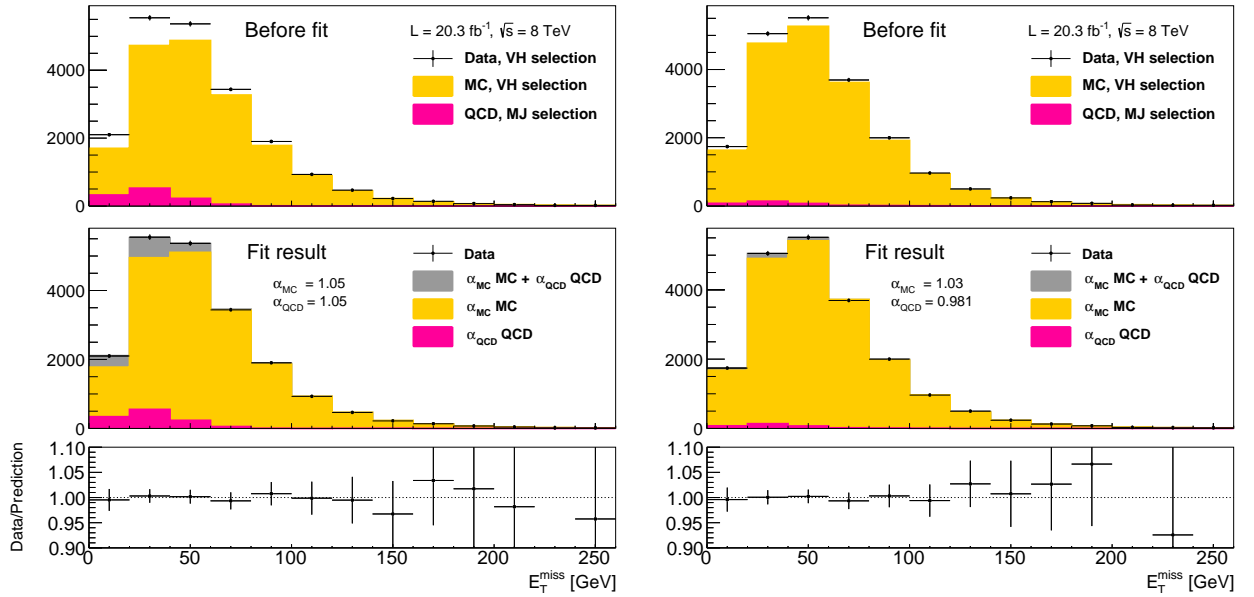 Before fit
L = 20.3 fb⁻¹, √s = 8 TeV
Data, VH selection
MC, VH selection
QCD, MJ selection
6000
4000
2000
0
Fit result
α_MC = 1.05
α_QCD = 1.05
Data
α_MC MC + α_QCD QCD
α_MC MC
α_QCD QCD
4000
2000
0
Data/Prediction
1.10
1.05
1.00
0.95
0.90
0 50 100 150 200 250
E_T^miss [GeV]
Before fit
L = 20.3 fb⁻¹, √s = 8 TeV
Data, VH selection
MC, VH selection
QCD, MJ selection
4000
2000
0
Fit result
α_MC = 1.03
α_QCD = 0.981
Data
α_MC MC + α_QCD QCD
α_MC MC
α_QCD QCD
4000
2000
0
1.10
1.05
1.00
0.95
0.90
0 50 100 150 200 250
E_T^miss [GeV]